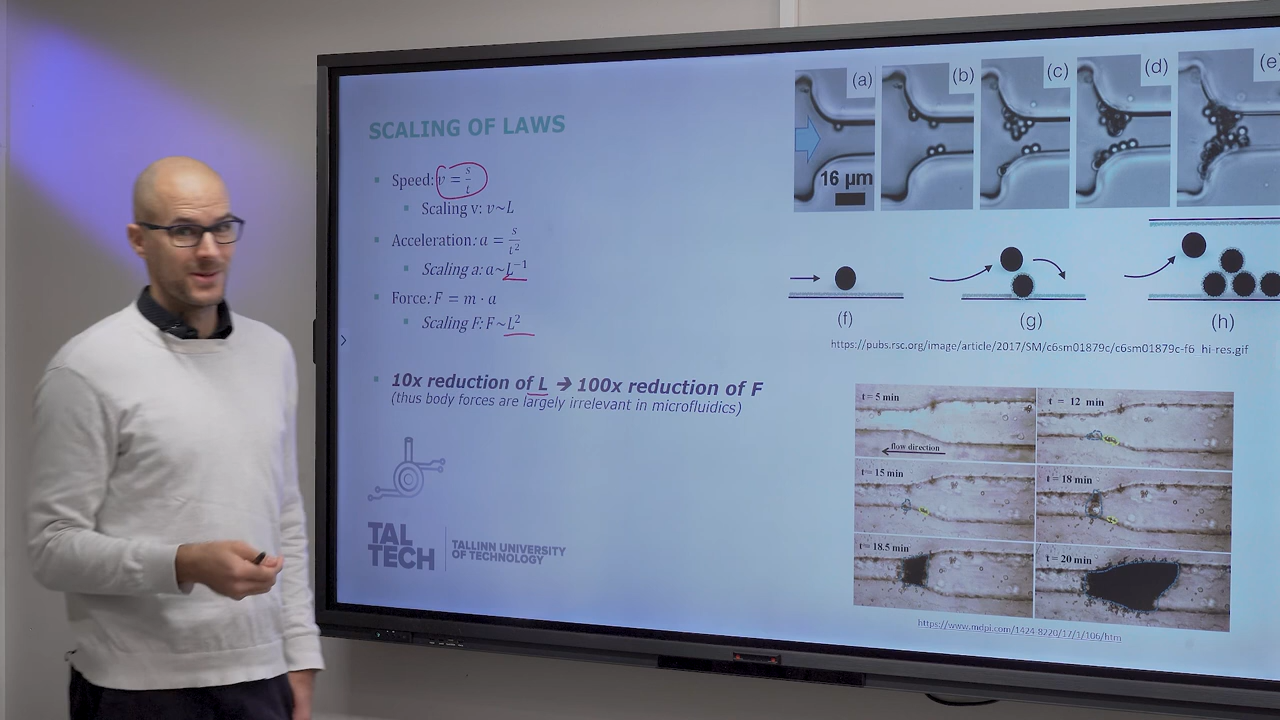 SCALING OF LAWS
Speed: v = s/t
Scaling v: v~L
Acceleration: a = s/t²
Scaling a: a~L⁻¹
Force: F = m · a
Scaling F: F~L²
10x reduction of L → 100x reduction of F
(thus body forces are largely irrelevant in microfluidics)
TAL
TECH
TALLINN UNIVERSITY
OF TECHNOLOGY
(a)
(b)
(c)
(d)
(e
16 µm
(f)
(g)
(h)
https://pubs.rsc.org/image/article/2017/SM/c6sm01879c/c6sm01879c-f6_hi-res.gif
t = 5 min
flow direction
t = 12 min
t = 15 min
t = 18 min
t = 18.5 min
t = 20 min
https://www.mdpi.com/1424-8220/17/1/106/htm